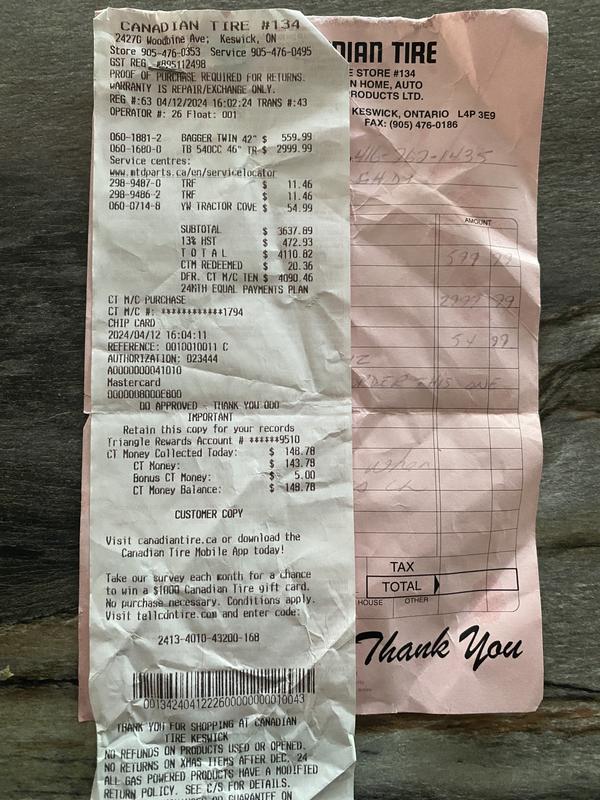 CANADIAN TIRE #134
2427G Woodbine Ave; Keswick, ON
Store 905-476-0353 Service 905-476-0495
GST REG #895112498
PROOF OF PURCHASE REQUIRED FOR RETURNS.
WARRANTY IS REPAIR/EXCHANGE ONLY.
REG #:63 04/12/2024 16:02:24 TRANS #:43
OPERATOR #: 26 Float: 001
060-1881-2 BAGGER TWIN 42" $ 559.99
060-1680-0 TB 540CC 46" TR $ 2999.99
Service centres:
www.mtdparts.ca/en/servicelocator
298-9487-0 TRF $ 11.46
298-9486-2 TRF $ 11.46
060-0714-8 YW TRACTOR COVE $ 54.99
SUBTOTAL $ 3637.89
13% HST $ 472.93
T O T A L $ 4110.82
CTM REDEEMED $ 20.36
DFR. CT M/C TEN $ 4090.46
24MTH EQUAL PAYMENTS PLAN
CT M/C PURCHASE
CT M/C #: ************1794
CHIP CARD
2024/04/12 16:04:11
REFERENCE: 0010010011 C
AUTHORIZATION: 023444
A0000000041010
Mastercard
0000008000E800
00 APPROVED - THANK YOU 000
IMPORTANT
Retain this copy for your records
Triangle Rewards Account # ******9510
CT Money Collected Today: $ 148.78
CT Money: $ 143.78
Bonus CT Money: $ 5.00
CT Money Balance: $ 148.78
CUSTOMER COPY
Visit canadiantire.ca or download the
Canadian Tire Mobile App today!
Take our survey each month for a chance
to win a $1000 Canadian Tire gift card.
No purchase necessary. Conditions apply.
Visit tellcdntire.com and enter code:
2413-4010-43200-168
THANK YOU FOR SHOPPING AT CANADIAN
TIRE KESWICK
NO REFUNDS ON PRODUCTS USED OR OPENED.
NO RETURNS ON XMAS ITEMS AFTER DEC. 24
ALL GAS POWERED PRODUCTS HAVE A MODIFIED
RETURN POLICY. SEE C/S FOR DETAILS.
GUARANTEE ON
DIAN TIRE
E STORE #134
N HOME, AUTO
RODUCTS LTD.
KESWICK, ONTARIO L4P 3E9
FAX: (905) 476-0186
416-767-1435
AMOUNT
2999 99
54 99
THIS ONE
when
TAX
TOTAL
HOUSE OTHER
Thank You